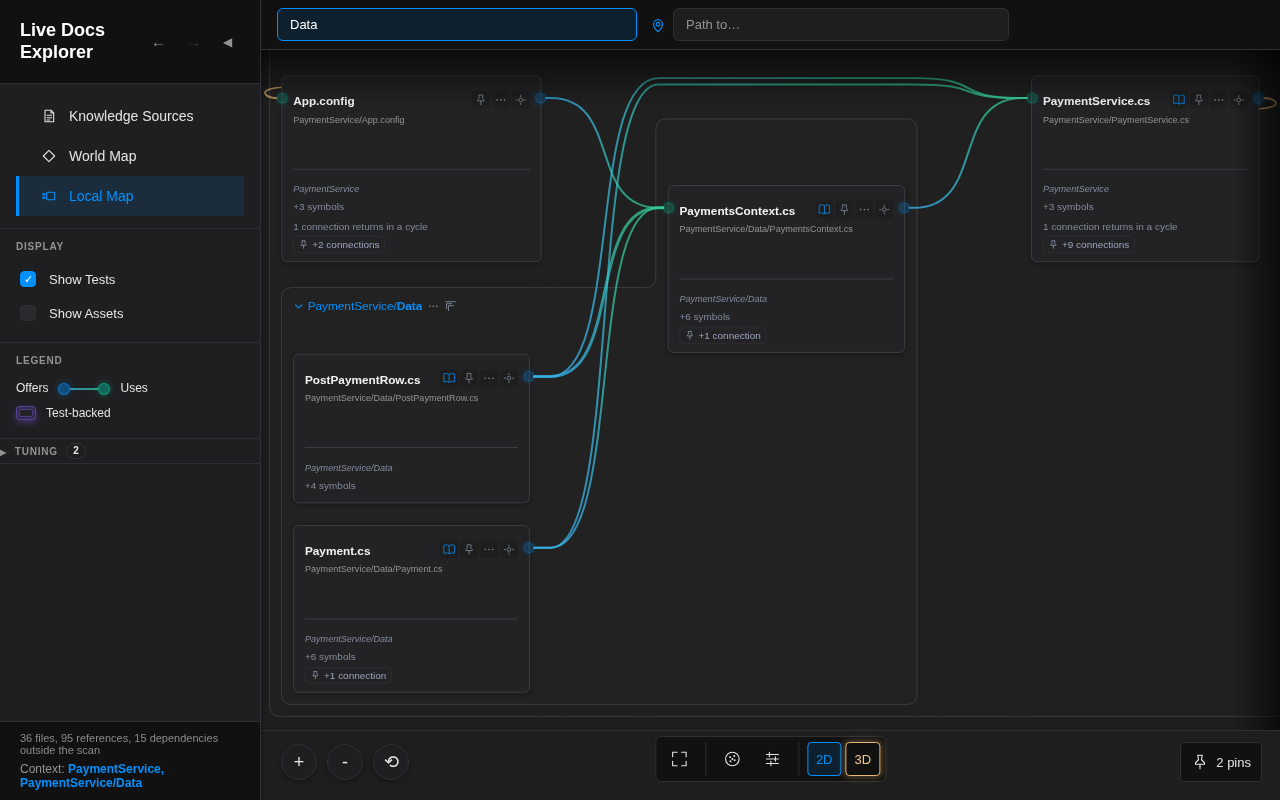 Live Docs
Explorer
Data
Path to…
Knowledge Sources
World Map
Local Map
DISPLAY
Show Tests
Show Assets
LEGEND
Offers
Uses
Test-backed
TUNING 2
36 files, 95 references, 15 dependencies
outside the scan
Context: PaymentService,
PaymentService/Data
App.config
PaymentService/App.config
PaymentService
+3 symbols
1 connection returns in a cycle
+2 connections
PaymentService/Data
PostPaymentRow.cs
PaymentService/Data/PostPaymentRow.cs
PaymentService/Data
+4 symbols
Payment.cs
PaymentService/Data/Payment.cs
PaymentService/Data
+6 symbols
+1 connection
PaymentsContext.cs
PaymentService/Data/PaymentsContext.cs
PaymentService/Data
+6 symbols
+1 connection
PaymentService.cs
PaymentService/PaymentService.cs
PaymentService
+3 symbols
1 connection returns in a cycle
+9 connections
+ - ⟲
2D 3D
2 pins